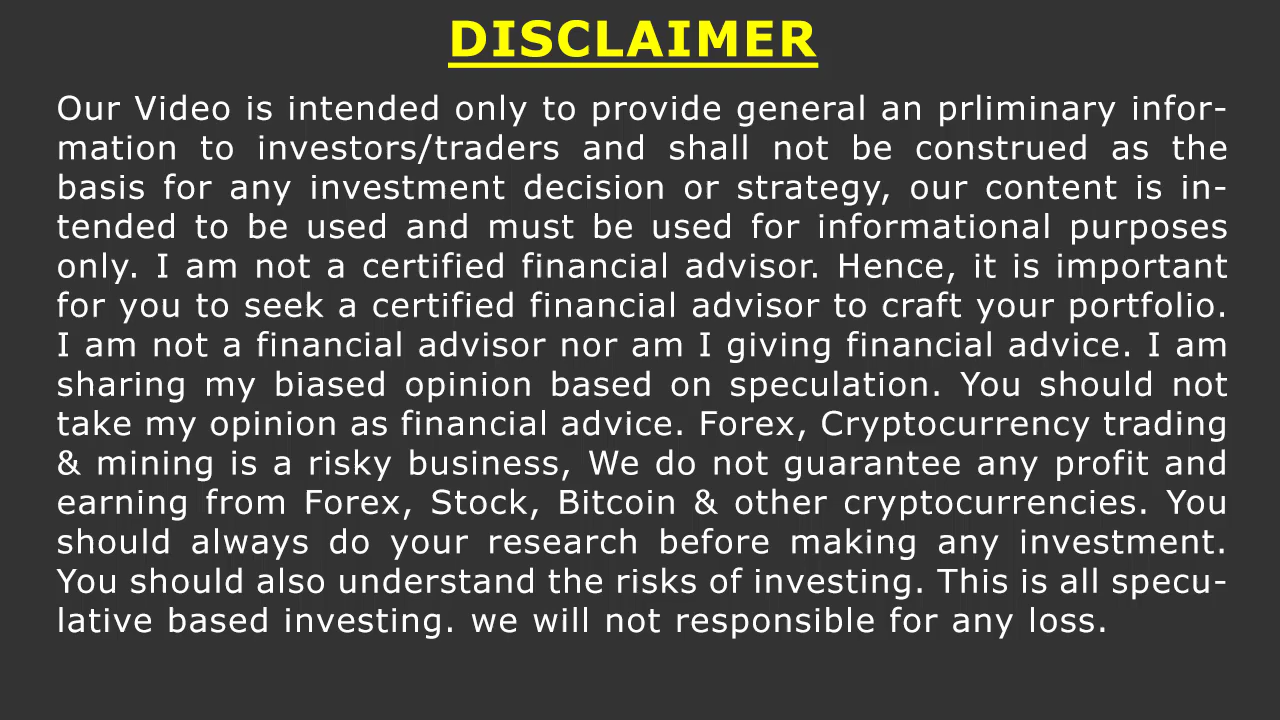 DISCLAIMER
Our Video is intended only to provide general an prliminary infor-
mation to investors/traders and shall not be construed as the
basis for any investment decision or strategy, our content is in-
tended to be used and must be used for informational purposes
only. I am not a certified financial advisor. Hence, it is important
for you to seek a certified financial advisor to craft your portfolio.
I am not a financial advisor nor am I giving financial advice. I am
sharing my biased opinion based on speculation. You should not
take my opinion as financial advice. Forex, Cryptocurrency trading
& mining is a risky business, We do not guarantee any profit and
earning from Forex, Stock, Bitcoin & other cryptocurrencies. You
should always do your research before making any investment.
You should also understand the risks of investing. This is all specu-
lative based investing. we will not responsible for any loss.